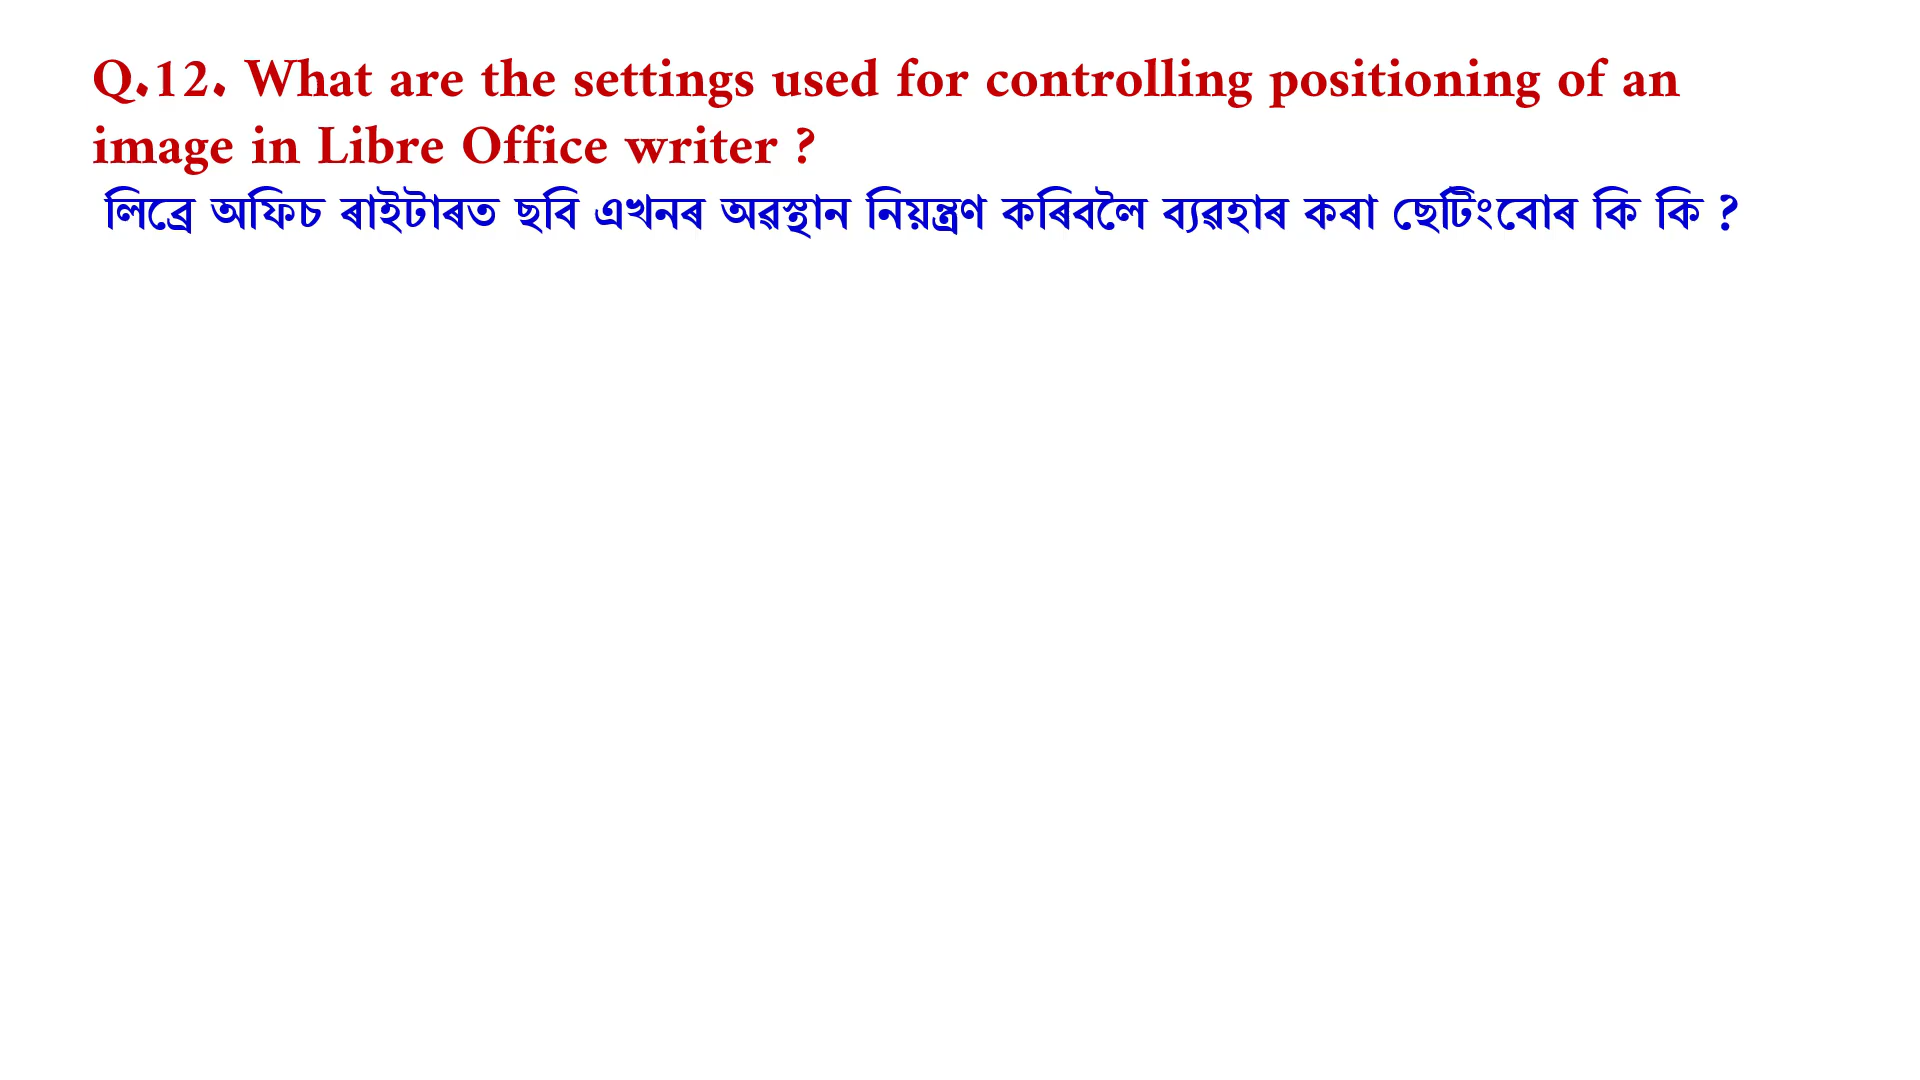 Q.12. What are the settings used for controlling positioning of an
image in Libre Office writer ?
লিব্ৰে অফিচ ৰাইটাৰত ছবি এখনৰ অৱস্থান নিয়ন্ত্ৰণ কৰিবলৈ ব্যৱহাৰ কৰা ছেটিংবোৰ কি কি ?